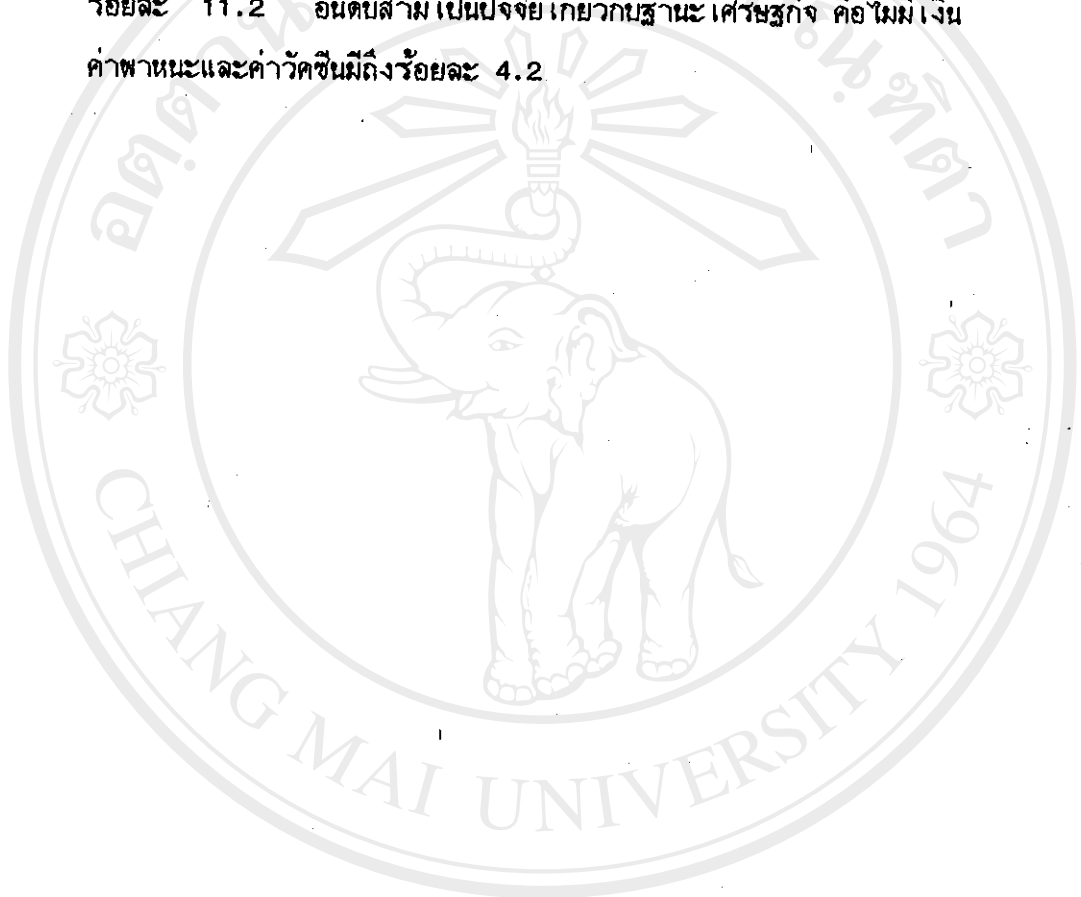 ร้อยละ 11.2 อันดับสาม เป็นปัจจัย เกี่ยวกับฐานะ เศรษฐกิจ คือ ไม่มี เงิน
ค่าพาหนะและค่าวัคซีนมีถึงร้อยละ 4.2
CHIANG MAI UNIVERSITY 1964